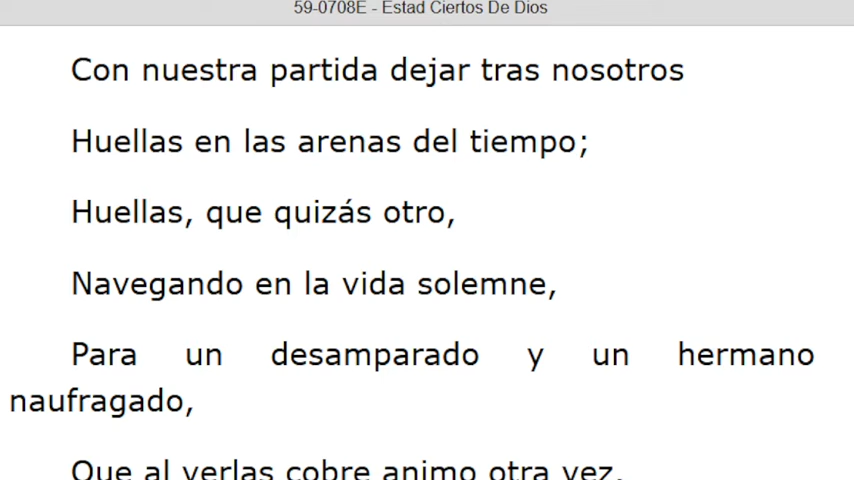 59-0708E - Estad Ciertos De Dios
Con nuestra partida dejar tras nosotros
Huellas en las arenas del tiempo;
Huellas, que quizás otro,
Navegando en la vida solemne,
Para un desamparado y un hermano
naufragado,
Que al verlas cobre animo otra vez.